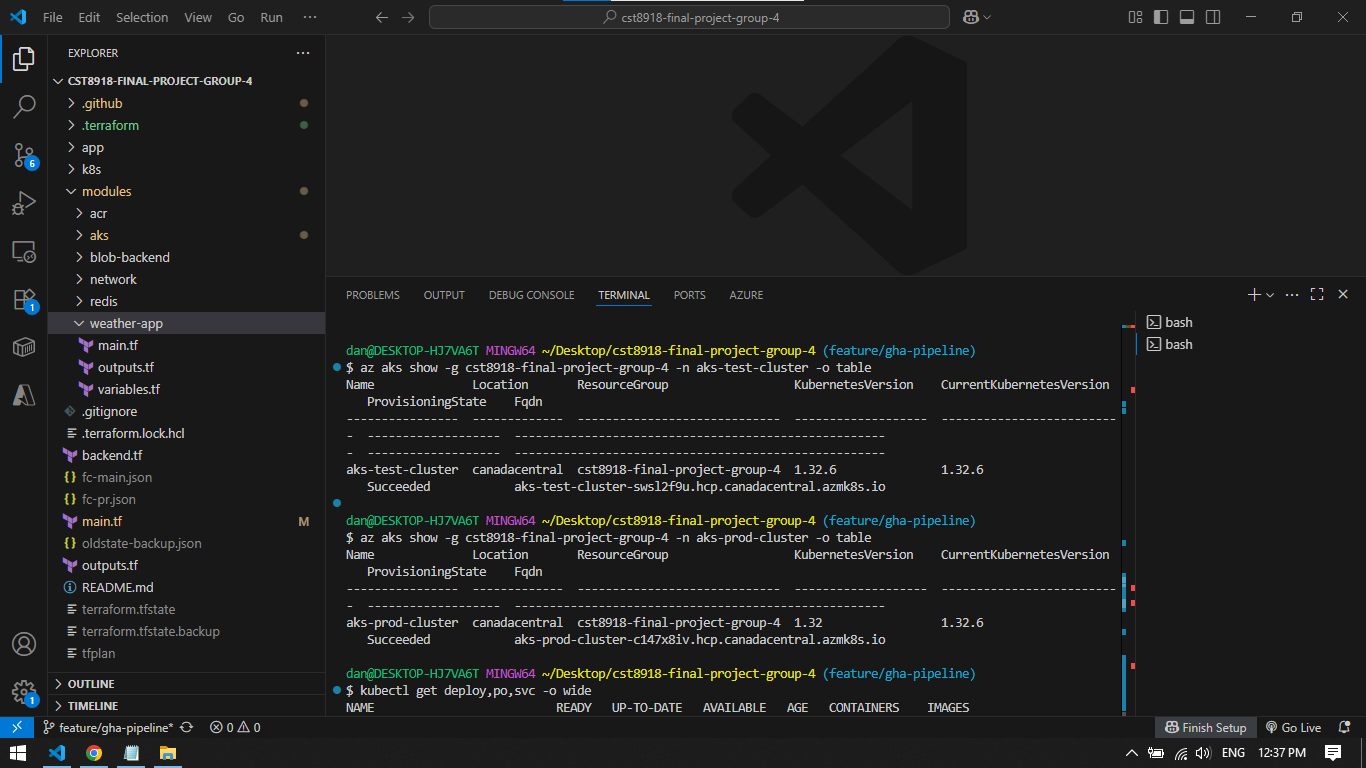 File Edit Selection View Go Run ···
cst8918-final-project-group-4
EXPLORER
CST8918-FINAL-PROJECT-GROUP-4
.github
.terraform
app
k8s
modules
acr
aks
blob-backend
network
redis
weather-app
main.tf
outputs.tf
variables.tf
.gitignore
.terraform.lock.hcl
backend.tf
fc-main.json
fc-pr.json
main.tf M
oldstate-backup.json
outputs.tf
README.md
terraform.tfstate
terraform.tfstate.backup
tfplan
OUTLINE
TIMELINE
6
1
1
PROBLEMS OUTPUT DEBUG CONSOLE TERMINAL PORTS AZURE
bash
bash
dan@DESKTOP-HJ7VA6T MINGW64 ~/Desktop/cst8918-final-project-group-4 (feature/gha-pipeline)
$ az aks show -g cst8918-final-project-group-4 -n aks-test-cluster -o table
Name Location ResourceGroup KubernetesVersion CurrentKubernetesVersion
ProvisioningState Fqdn
---------------- ------------- ----------------------------- ------------------- -------------------------
- ------------------- -----------------------------------------------------
- ------------------- -----------------------------------------------------
aks-test-cluster canadacentral cst8918-final-project-group-4 1.32.6 1.32.6
Succeeded aks-test-cluster-swsl2f9u.hcp.canadacentral.azmk8s.io
dan@DESKTOP-HJ7VA6T MINGW64 ~/Desktop/cst8918-final-project-group-4 (feature/gha-pipeline)
$ az aks show -g cst8918-final-project-group-4 -n aks-prod-cluster -o table
Name Location ResourceGroup KubernetesVersion CurrentKubernetesVersion
ProvisioningState Fqdn
---------------- ------------- ----------------------------- ------------------- -------------------------
- ------------------- -----------------------------------------------------
aks-prod-cluster canadacentral cst8918-final-project-group-4 1.32 1.32.6
Succeeded aks-prod-cluster-c147x8iv.hcp.canadacentral.azmk8s.io
dan@DESKTOP-HJ7VA6T MINGW64 ~/Desktop/cst8918-final-project-group-4 (feature/gha-pipeline)
$ kubectl get deploy,po,svc -o wide
NAME READY UP-TO-DATE AVAILABLE AGE CONTAINERS IMAGES
feature/gha-pipeline* 0 0 Finish Setup Go Live
ENG 12:37 PM